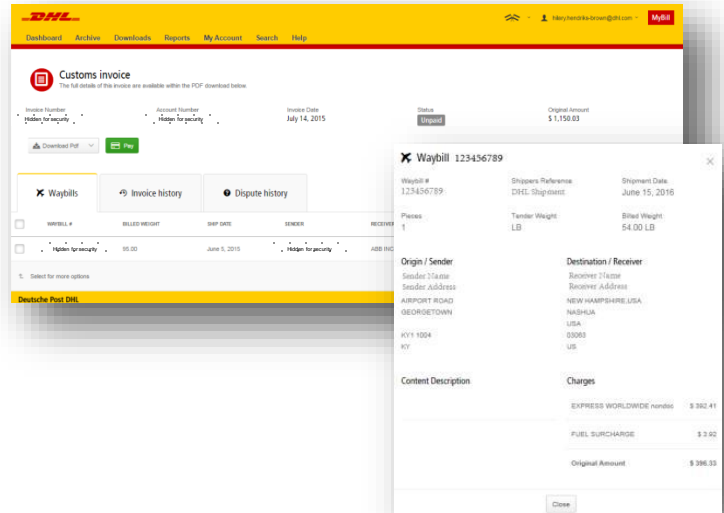 DHL
hilery.hendriks-brown@dhl.com
MyBill
Dashboard Archive Downloads Reports My Account Search Help
Customs invoice
The full details of this invoice are available within the PDF download below.
Invoice Number Account Number Invoice Date Status Original Amount
Hidden for security Hidden for security July 14, 2015 Unpaid $ 1,150.03
Download Pdf Pay
Waybills Invoice history Dispute history
WAYBILL # BILLED WEIGHT SHIP DATE SENDER RECEIVER
Hidden for security 95.00 June 5, 2015 Hidden for security ABB INC
Select for more options
Deutsche Post DHL
Waybill 123456789
Waybill # Shippers Reference Shipment Date
123456789 DHL Shipment June 15, 2016
Pieces Tender Weight Billed Weight
1 LB 54.00 LB
Origin / Sender Destination / Receiver
Sender Name Receiver Name
Sender Address Receiver Address
AIRPORT ROAD NEW HAMPSHIRE,USA
GEORGETOWN NASHUA
USA
KY1 1004 03063
KY US
Content Description Charges
EXPRESS WORLDWIDE nondoc $ 392.41
FUEL SURCHARGE $ 3.92
Original Amount $ 396.33
Close